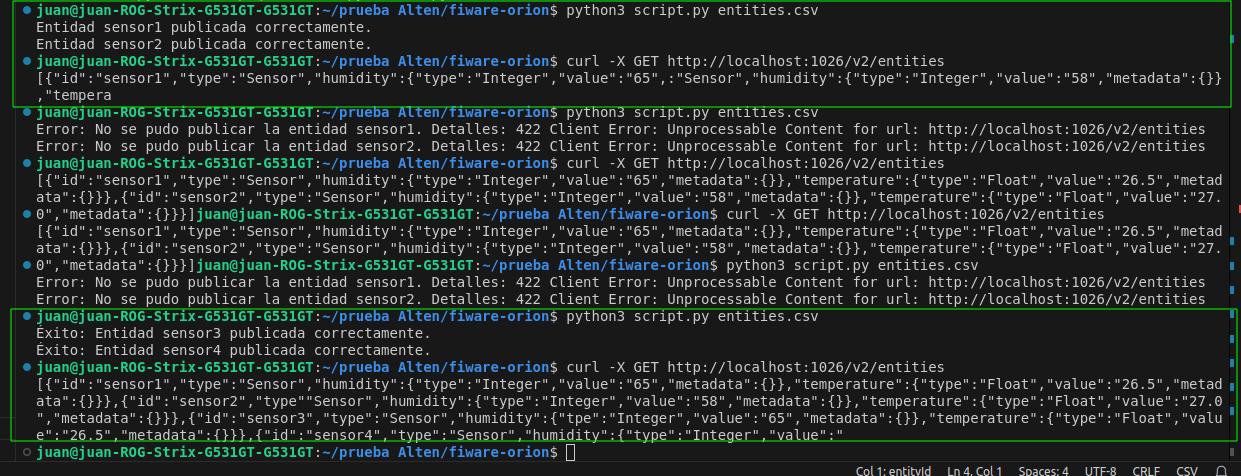 juan@juan-ROG-Strix-G531GT-G531GT:~/prueba Alten/fiware-orion$ python3 script.py entities.csv
Entidad sensor1 publicada correctamente.
Entidad sensor2 publicada correctamente.
juan@juan-ROG-Strix-G531GT-G531GT:~/prueba Alten/fiware-orion$ curl -X GET http://localhost:1026/v2/entities
[{"id":"sensor1","type":"Sensor","humidity":{"type":"Integer","value":"65",:"Sensor","humidity":{"type":"Integer","value":"58","metadata":{}}
,"tempera
juan@juan-ROG-Strix-G531GT-G531GT:~/prueba Alten/fiware-orion$ python3 script.py entities.csv
Error: No se pudo publicar la entidad sensor1. Detalles: 422 Client Error: Unprocessable Content for url: http://localhost:1026/v2/entities
Error: No se pudo publicar la entidad sensor2. Detalles: 422 Client Error: Unprocessable Content for url: http://localhost:1026/v2/entities
juan@juan-ROG-Strix-G531GT-G531GT:~/prueba Alten/fiware-orion$ curl -X GET http://localhost:1026/v2/entities
[{"id":"sensor1","type":"Sensor","humidity":{"type":"Integer","value":"65","metadata":{}},"temperature":{"type":"Float","value":"26.5","metad
ata":{}}},{"id":"sensor2","type":"Sensor","humidity":{"type":"Integer","value":"58","metadata":{}},"temperature":{"type":"Float","value":"27.
0","metadata":{}}}]juan@juan-ROG-Strix-G531GT-G531GT:~/prueba Alten/fiware-orion$ curl -X GET http://localhost:1026/v2/entities
[{"id":"sensor1","type":"Sensor","humidity":{"type":"Integer","value":"65","metadata":{}},"temperature":{"type":"Float","value":"26.5","metad
ata":{}}},{"id":"sensor2","type":"Sensor","humidity":{"type":"Integer","value":"58","metadata":{}},"temperature":{"type":"Float","value":"27.
0","metadata":{}}}]juan@juan-ROG-Strix-G531GT-G531GT:~/prueba Alten/fiware-orion$ python3 script.py entities.csv
Error: No se pudo publicar la entidad sensor1. Detalles: 422 Client Error: Unprocessable Content for url: http://localhost:1026/v2/entities
Error: No se pudo publicar la entidad sensor2. Detalles: 422 Client Error: Unprocessable Content for url: http://localhost:1026/v2/entities
juan@juan-ROG-Strix-G531GT-G531GT:~/prueba Alten/fiware-orion$ python3 script.py entities.csv
Éxito: Entidad sensor3 publicada correctamente.
Éxito: Entidad sensor4 publicada correctamente.
juan@juan-ROG-Strix-G531GT-G531GT:~/prueba Alten/fiware-orion$ curl -X GET http://localhost:1026/v2/entities
[{"id":"sensor1","type":"Sensor","humidity":{"type":"Integer","value":"65","metadata":{}},"temperature":{"type":"Float","value":"26.5","metad
ata":{}}},{"id":"sensor2","type""Sensor","humidity":{"type":"Integer","value":"58","metadata":{}},"temperature":{"type":"Float","value":"27.0
","metadata":{}}},{"id":"sensor3","type":"Sensor","humidity":{"tpe":"Integer","value":"65","metadata":{}},"temperature":{"type":"Float","valu
e":"26.5","metadata":{}}},{"id":"sensor4","type":"Sensor","humidity":{"type":"Integer","value":"
juan@juan-ROG-Strix-G531GT-G531GT:~/prueba Alten/fiware-orion$
Col 1: entityId Ln 4, Col 1 Spaces: 4 UTF-8 CRLF CSV